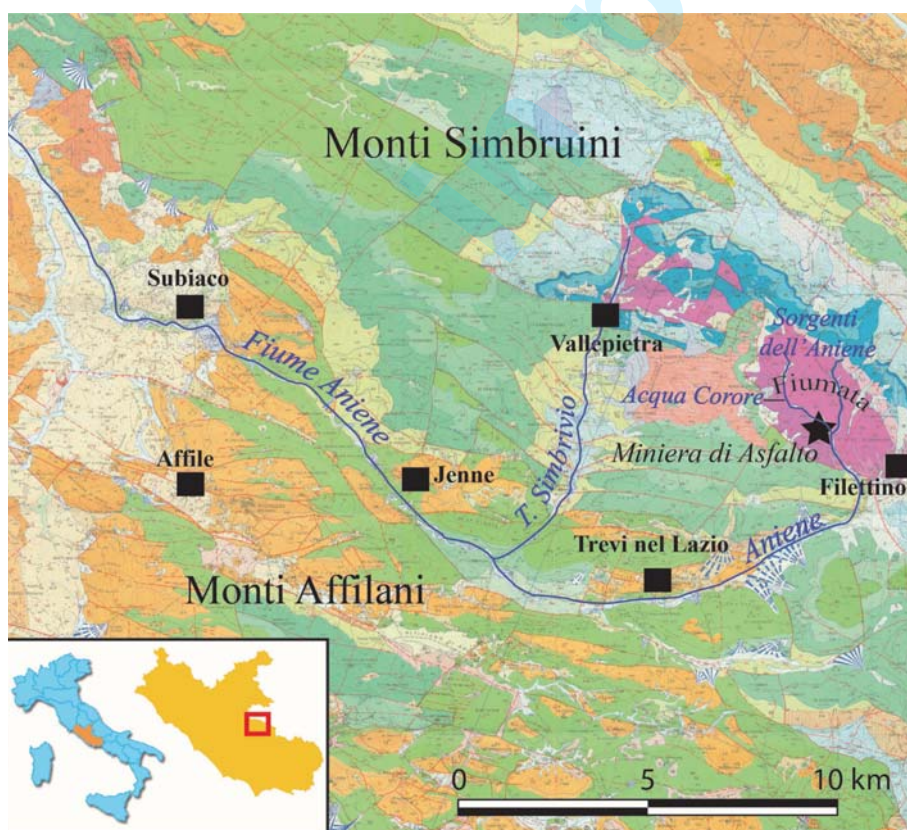 Monti Simbruini
Subiaco
Fiume Aniene
Vallepietra
Sorgenti
dell'Aniene
Acqua Corore
Fiumata
Miniera di Asfalto
Affile
Jenne
T. Simbrivio
Filettino
Trevi nel Lazio
Aniene
Monti Affilani
0 5 10 km